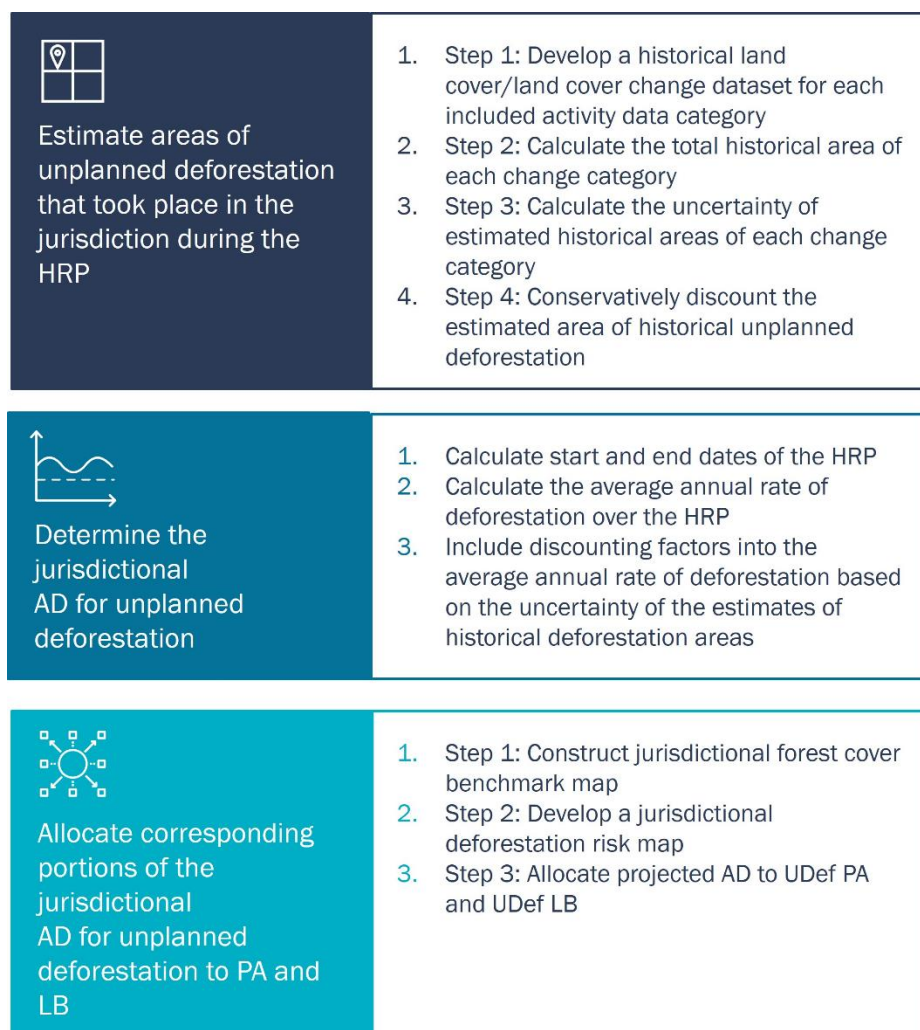 Estimate areas of
unplanned deforestation
that took place in the
jurisdiction during the
HRP
1. Step 1: Develop a historical land
cover/land cover change dataset for each
included activity data category
2. Step 2: Calculate the total historical area of
each change category
3. Step 3: Calculate the uncertainty of
estimated historical areas of each change
category
4. Step 4: Conservatively discount the
estimated area of historical unplanned
deforestation
Determine the
jurisdictional
AD for unplanned
deforestation
1. Calculate start and end dates of the HRP
2. Calculate the average annual rate of
deforestation over the HRP
3. Include discounting factors into the
average annual rate of deforestation based
on the uncertainty of the estimates of
historical deforestation areas
Allocate corresponding
portions of the
jurisdictional
AD for unplanned
deforestation to PA and
LB
1. Step 1: Construct jurisdictional forest cover
benchmark map
2. Step 2: Develop a jurisdictional
deforestation risk map
3. Step 3: Allocate projected AD to UDef PA
and UDef LB